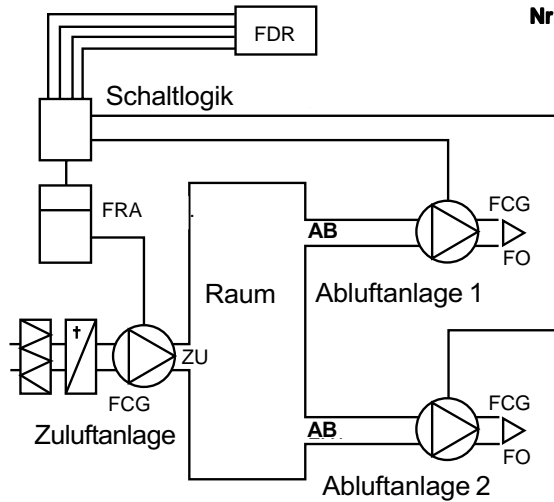 Nr
FDR
Schaltlogik
FRA
FCG
AB
FO
Raum
Abluftanlage 1
†
ZU
FCG
Zuluftanlage
FCG
AB
FO
Abluftanlage 2